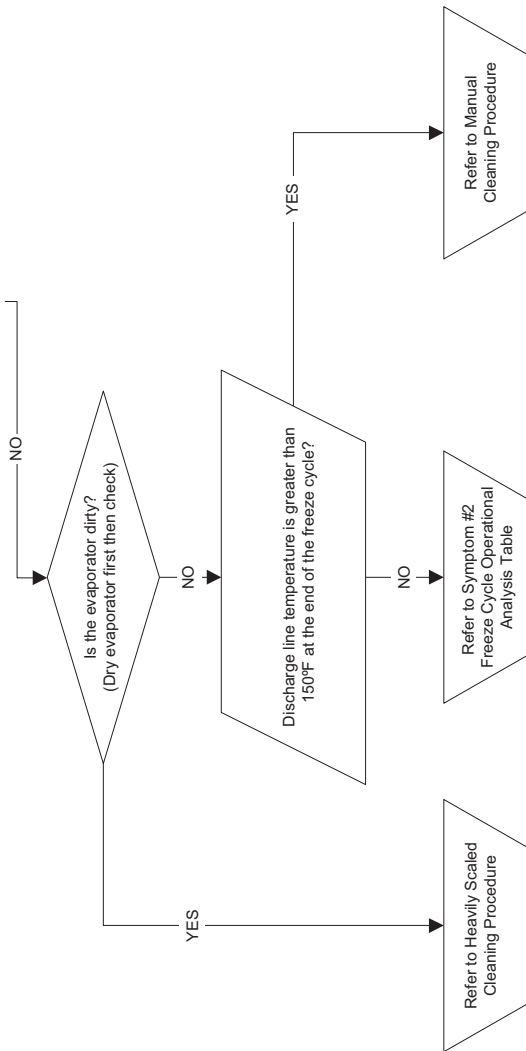 NO
Is the evaporator dirty?
(Dry evaporator first then check)
YES
NO
Discharge line temperature is greater than
150ºF at the end of the freeze cycle?
YES
NO
Refer to Heavily Scaled
Cleaning Procedure
Refer to Symptom #2
Freeze Cycle Operational
Analysis Table
Refer to Manual
Cleaning Procedure